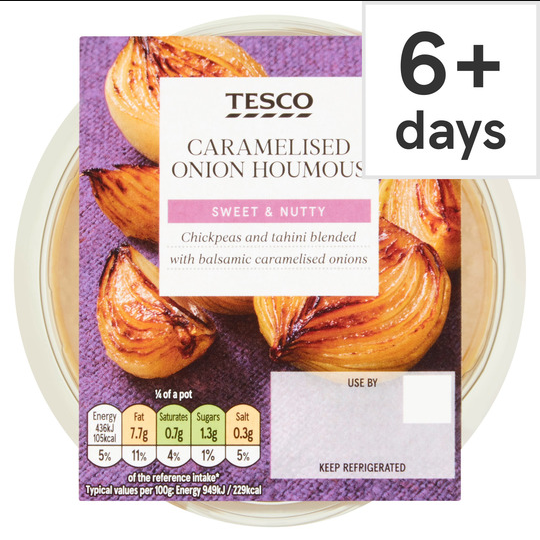 6+
days
TESCO
CARAMELISED
ONION HOUMOUS
SWEET & NUTTY
Chickpeas and tahini blended
with balsamic caramelised onions
¼ of a pot
Energy
436kJ
105kcal
5%
Fat
7.7g
11%
Saturates
0.7g
4%
Sugars
1.3g
1%
Salt
0.3g
5%
of the reference intake*
Typical values per 100g: Energy 949kJ / 229kcal
USE BY
KEEP REFRIGERATED